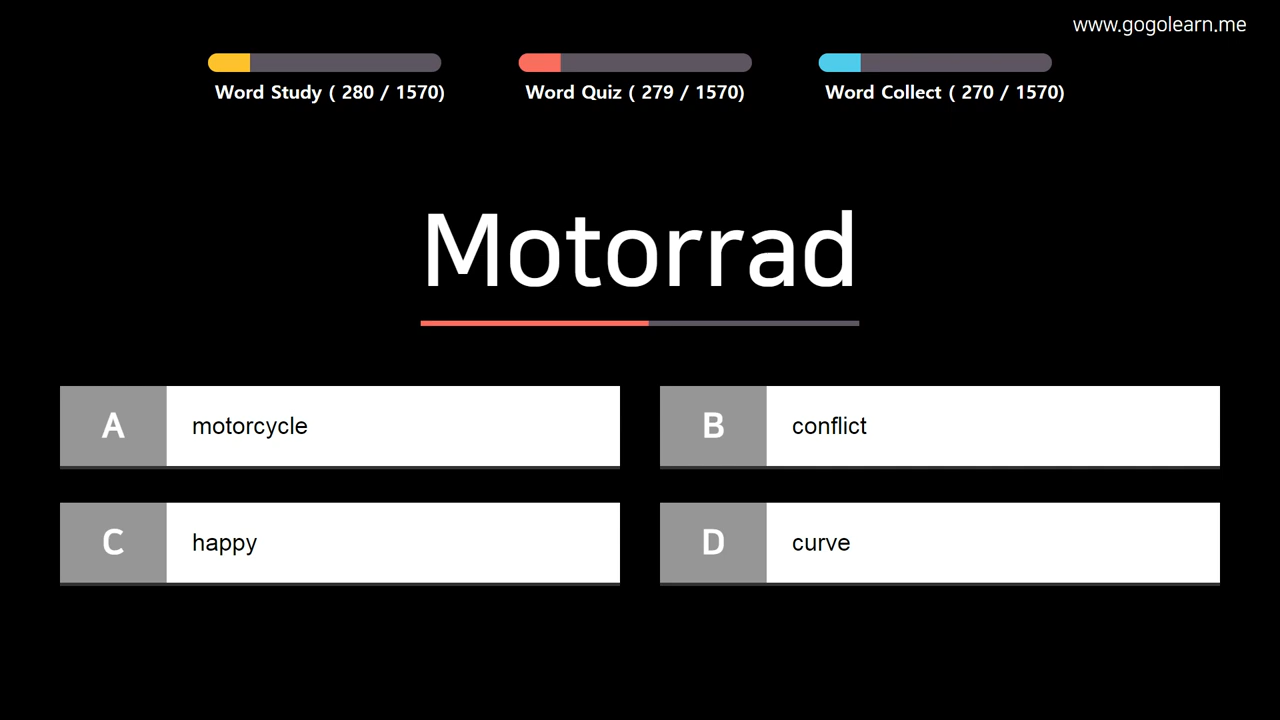 www.gogolearn.me
Word Study ( 280 / 1570)
Word Quiz ( 279 / 1570)
Word Collect ( 270 / 1570)
Motorrad
A motorcycle
B conflict
C happy
D curve